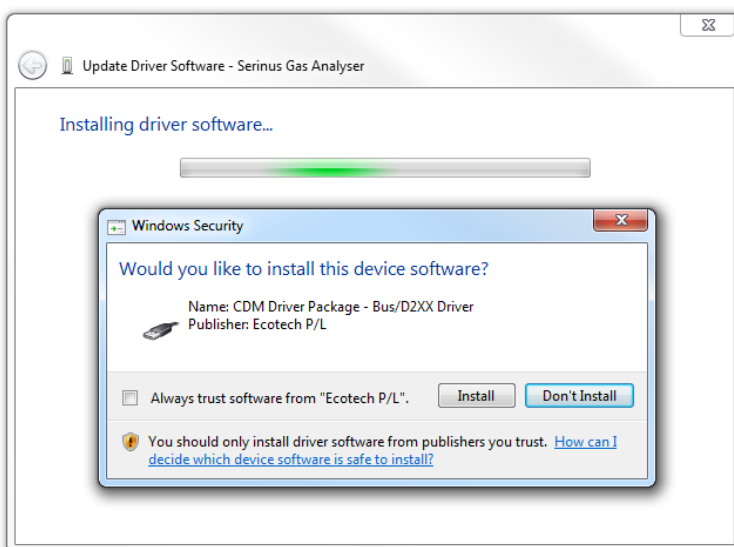 Update Driver Software - Serinus Gas Analyser
Installing driver software...
Windows Security
Would you like to install this device software?
Name: CDM Driver Package - Bus/D2XX Driver
Publisher: Ecotech P/L
Always trust software from "Ecotech P/L".
Install
Don't Install
You should only install driver software from publishers you trust. How can I
decide which device software is safe to install?